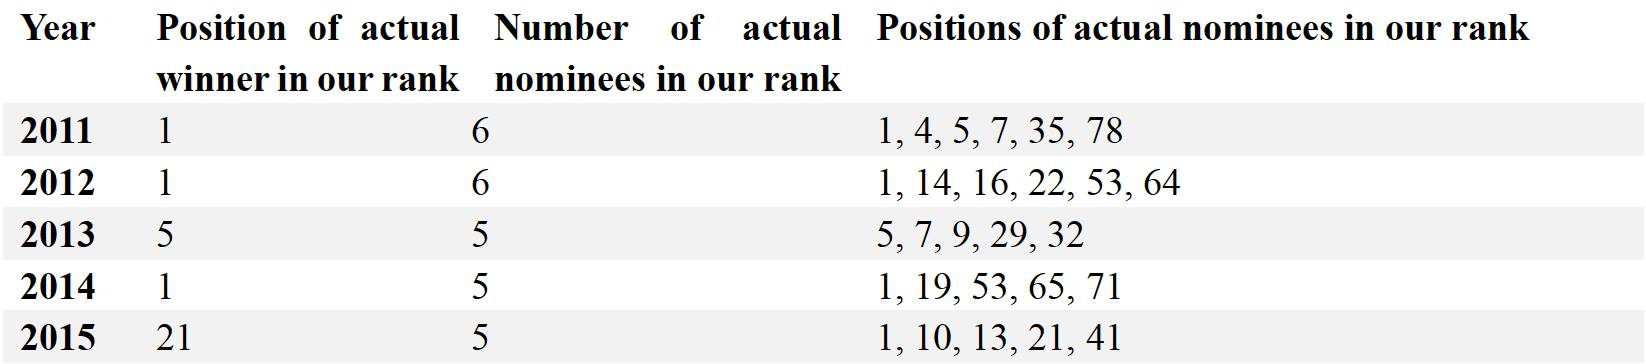 Year Position of actual Number of actual Positions of actual nominees in our rank
winner in our rank nominees in our rank
2011 1 6 1, 4, 5, 7, 35, 78
2012 1 6 1, 14, 16, 22, 53, 64
2013 5 5 5, 7, 9, 29, 32
2014 1 5 1, 19, 53, 65, 71
2015 21 5 1, 10, 13, 21, 41